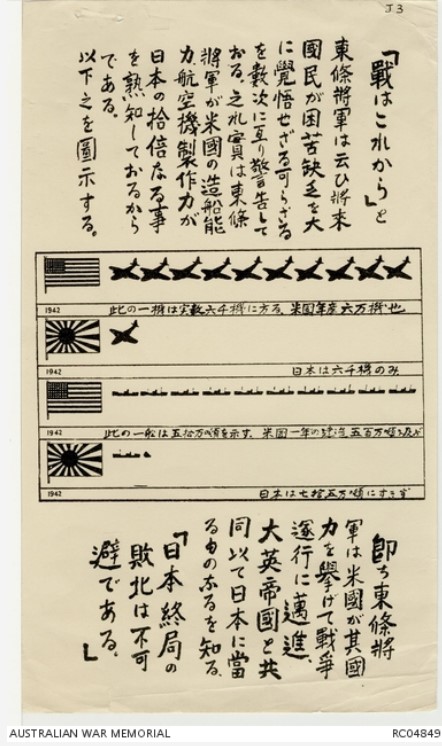 J3
「戰はこれから」と
東條將軍は云ひ將来
國民が困苦缺乏を大
に覺悟せざる可らざる
を数次に亙り警告して
おる。之れ實は東條
將軍が米國の造船能
力、航空機製作力が
日本の拾倍なる事
を熟知しておるから
である。
以下之を圖示する。
1942
此の一機は実数六千機に方る、米国年産六万機也
1942
日本は六千機のみ
1942
此の一船は五拾万噸を示す、米国一年の建造五百万噸に及ぶ
1942
日本は七拾五万噸にすぎず
即ち東條將
軍は米國が其國
力を擧げて戰爭
遂行に邁進、
大英帝國と共
同以て日本に當
る由のなるを知る、
「日本終局の
敗北は不可
避である。」
AUSTRALIAN WAR MEMORIAL
RC04849